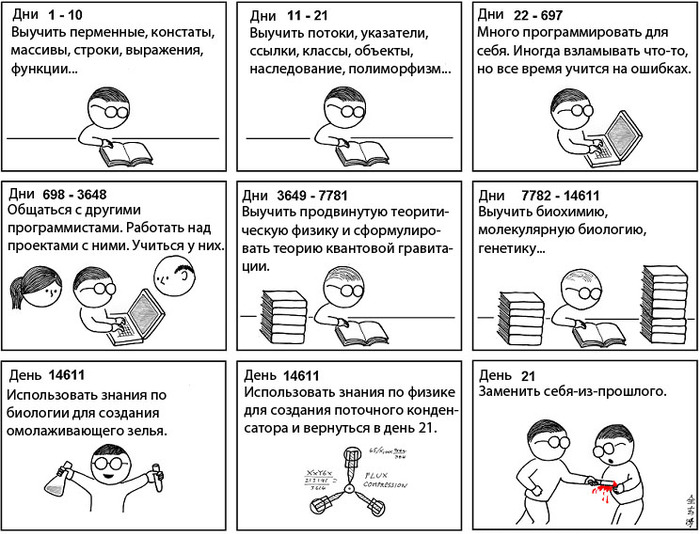 Дни 1 - 10
Выучить перменные, констаты,
массивы, строки, выражения,
функции...
Дни 11 - 21
Выучить потоки, указатели,
ссылки, классы, объекты,
наследование, полиморфизм...
Дни 22 - 697
Много программировать для
себя. Иногда взламывать что-то,
но все время учится на ошибках.
Дни 698 - 3648
Общаться с другими
программистами. Работать над
проектами с ними. Учиться у них.
Дни 3649 - 7781
Выучить продвинутую теорити-
ческую физику и сформулиро-
вать теорию квантовой гравита-
ции.
Дни 7782 - 14611
Выучить биохимию,
молекулярную биологию,
генетику...
День 14611
Использовать знания по
биологии для создания
омолаживающего зелья.
День 14611
Использовать знания по физике
для создания поточного конден-
сатора и вернуться в день 21.
FLUX
COMPRESSION
День 21
Заменить себя-из-прошлого.